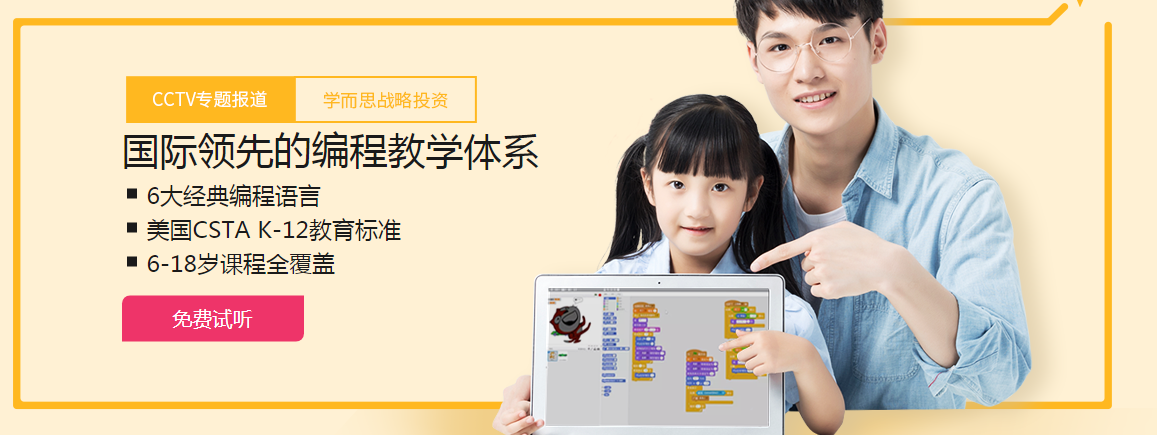 CCTV专题报道 学而思战略投资
国际领先的编程教学体系
6大经典编程语言
美国CSTA K-12教育标准
6-18岁课程全覆盖
免费试听